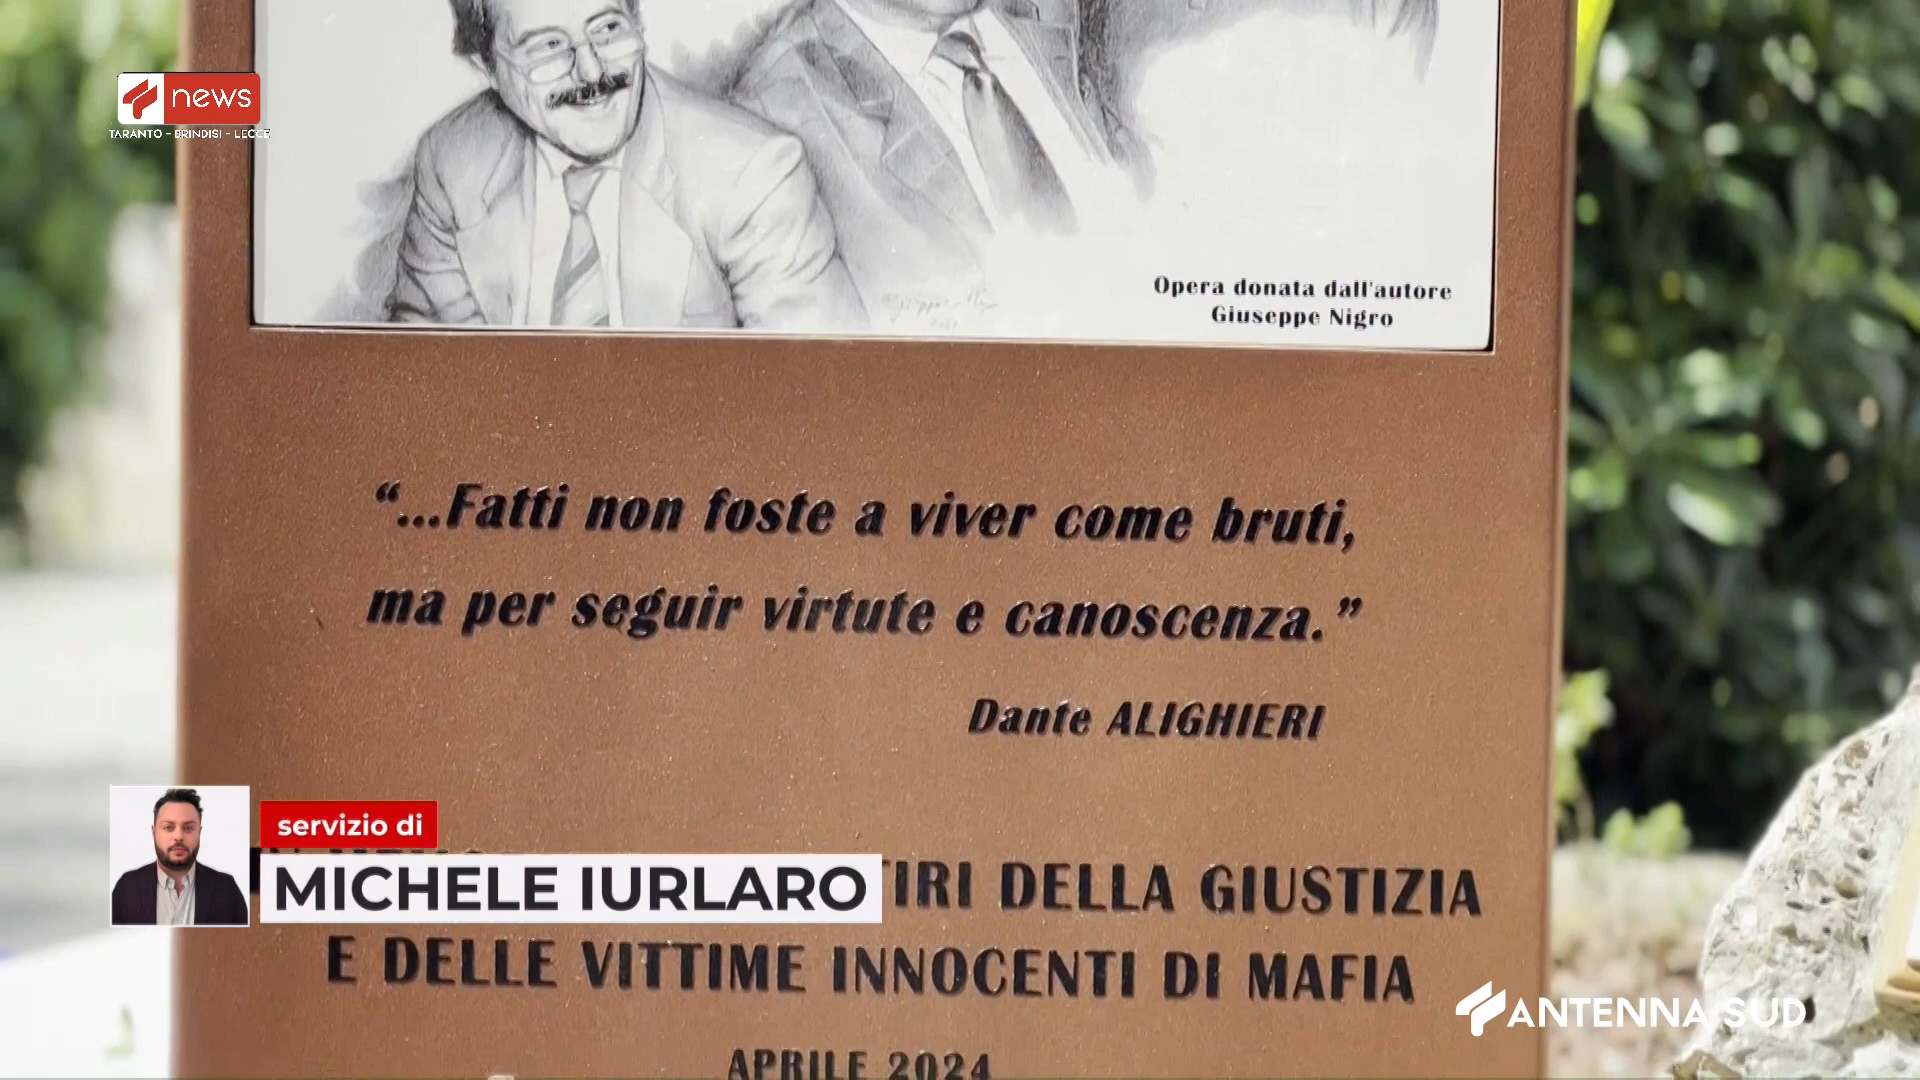 news
TARANTO - BRINDISI - LECCE
Opera donata dall'autore
Giuseppe Nigro
“...Fatti non foste a viver come bruti,
ma per seguir virtute e canoscenza.”
Dante ALIGHIERI
servizio di
MICHELE IURLARO
TIRI DELLA GIUSTIZIA
E DELLE VITTIME INNOCENTI DI MAFIA
ANTENNA SUD
APRILE 2024